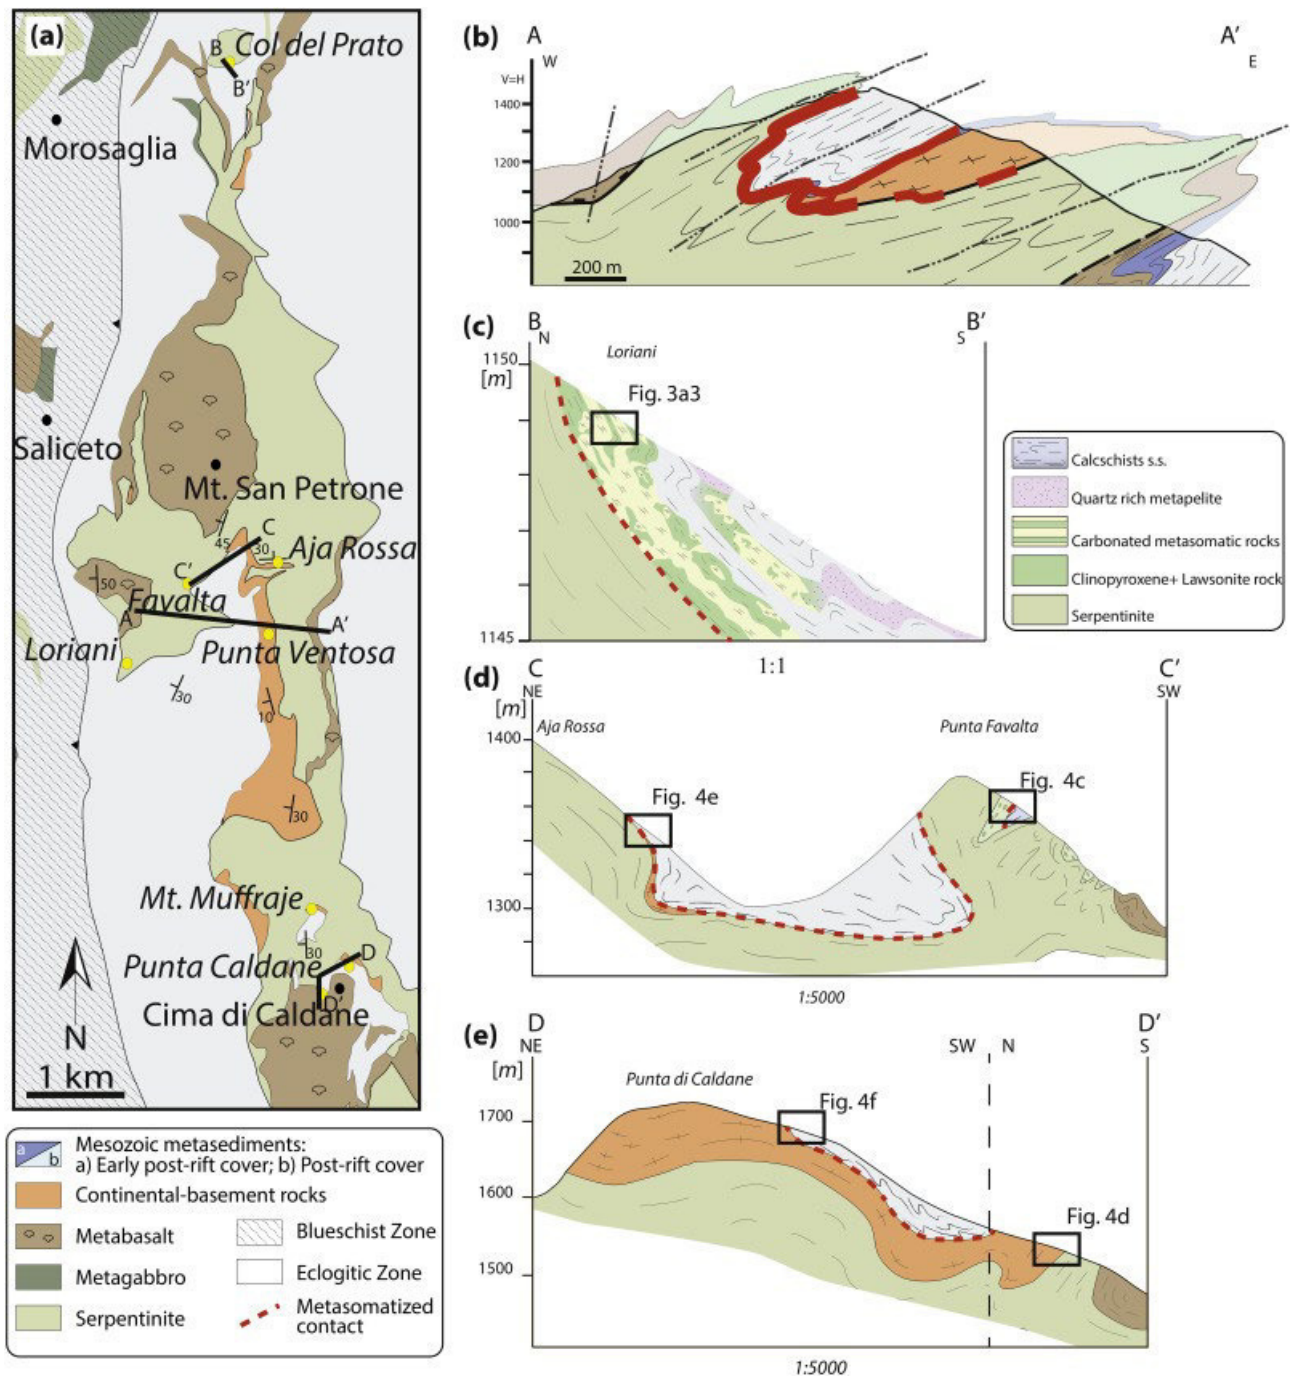 (a)
B
Col del Prato
B'
Morosaglia
Saliceto
Mt. San Petrone
45
C
30
Aja Rossa
C'
50
Favalta
A
A'
Loriani
Punta Ventosa
30
10
30
Mt. Muffraje
30
D
Punta Caldane
D'
Cima di Caldane
N
1 km
a
b
Mesozoic metasediments:
a) Early post-rift cover; b) Post-rift cover
Continental-basement rocks
Metabasalt
Metagabbro
Serpentinite
Blueschist Zone
Eclogitic Zone
Metasomatized
contact
(b)
A
W
A'
E
V=H
1400
1200
1000
200 m
(c)
B
N
B'
S
Loriani
1150
[m]
Fig. 3a3
1145
1:1
Calcschists s.s.
Quartz rich metapelite
Carbonated metasomatic rocks
Clinopyroxene+ Lawsonite rock
Serpentinite
(d)
C
NE
C'
SW
[m]
Aja Rossa
Punta Favalta
1400
Fig. 4e
Fig. 4c
1300
1:5000
(e)
D
NE
SW
N
D'
S
[m]
Punta di Caldane
Fig. 4f
1700
1600
Fig. 4d
1500
1:5000